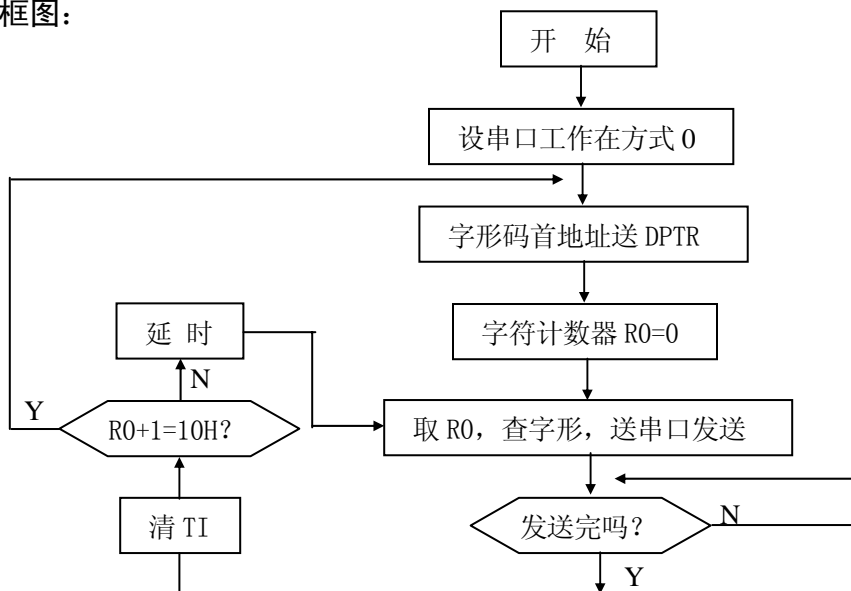 框图：
开 始
设串口工作在方式0
字形码首地址送DPTR
字符计数器R0=0
延 时
N
Y
R0+1=10H？
取R0，查字形，送串口发送
清TI
发送完吗？
N
Y